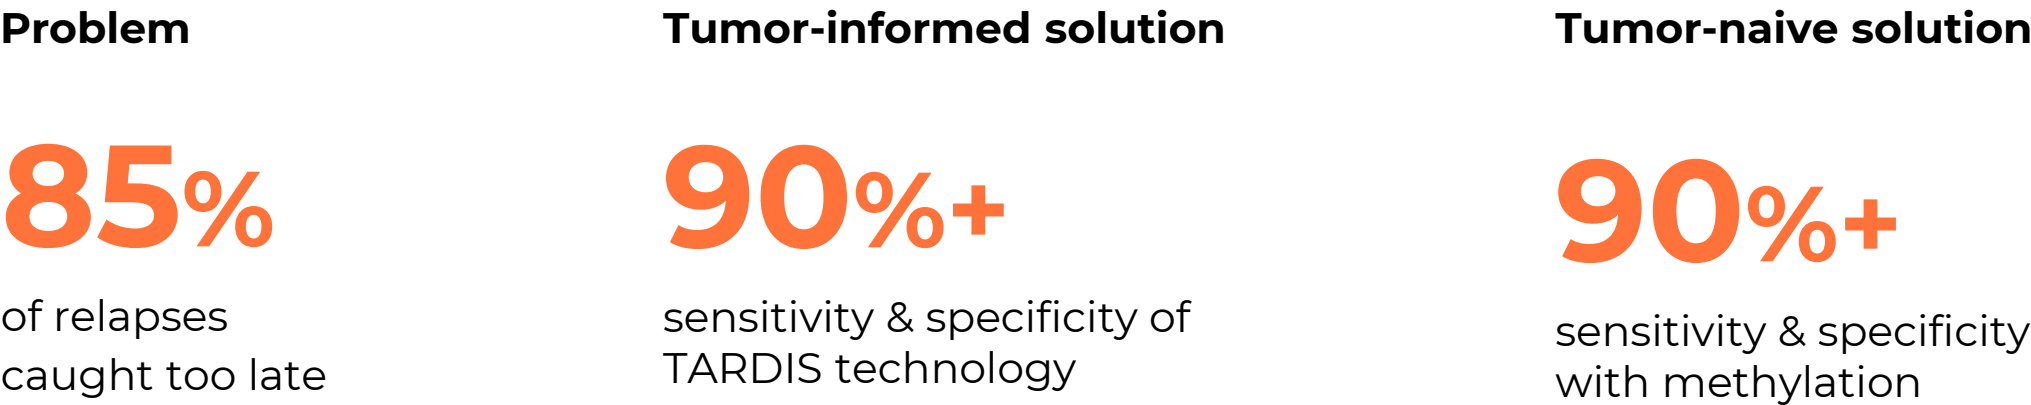 Problem
85%
of relapses
caught too late
Tumor-informed solution
90%+
sensitivity & specificity of
TARDIS technology
Tumor-naive solution
90%+
sensitivity & specificity
with methylation